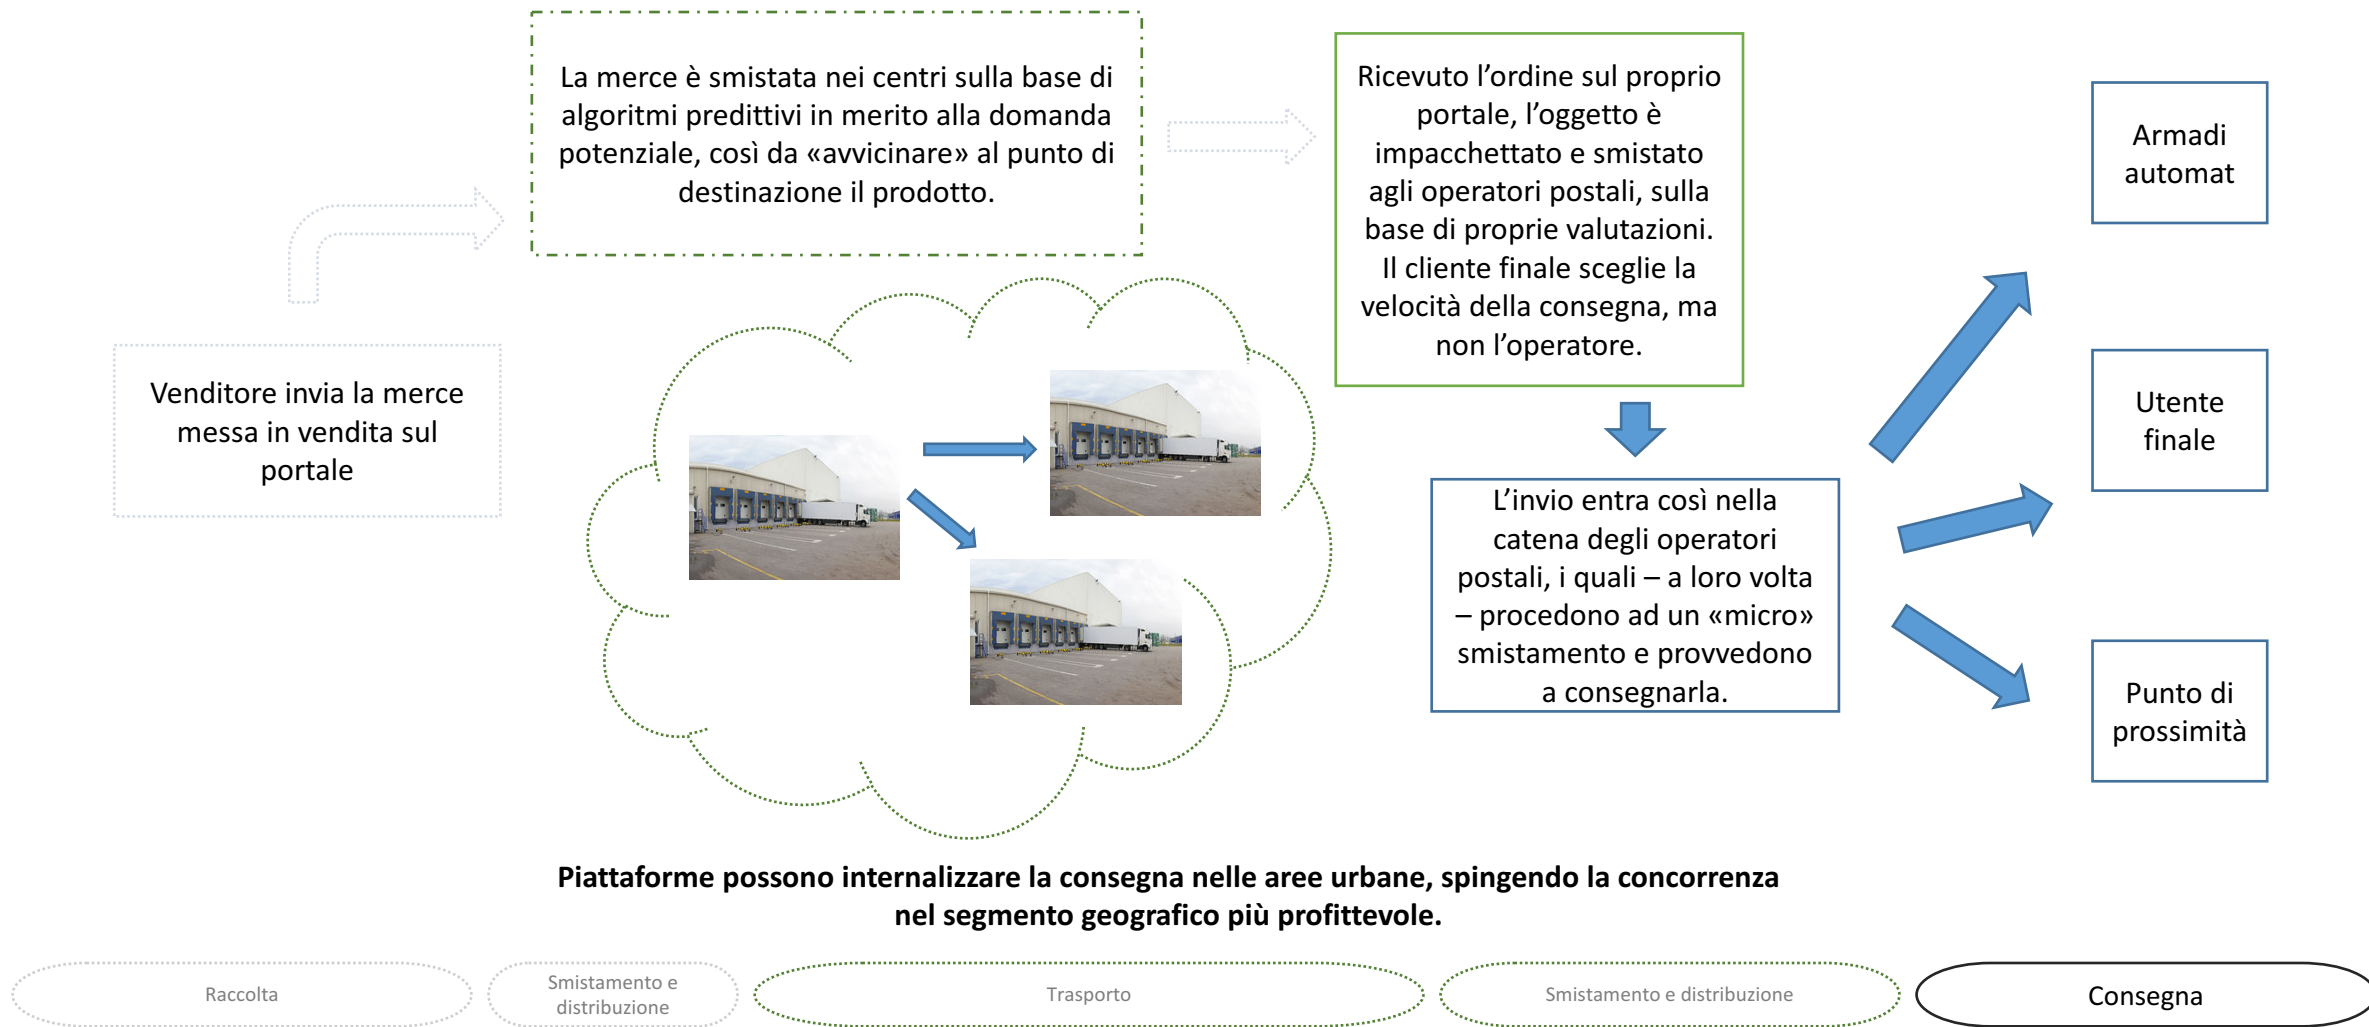 La merce è smistata nei centri sulla base di
algoritmi predittivi in merito alla domanda
potenziale, così da «avvicinare» al punto di
destinazione il prodotto.
Ricevuto l’ordine sul proprio
portale, l’oggetto è
impacchettato e smistato
agli operatori postali, sulla
base di proprie valutazioni.
Il cliente finale sceglie la
velocità della consegna, ma
non l’operatore.
Armadi
automat
Venditore invia la merce
messa in vendita sul
portale
Utente
finale
L’invio entra così nella
catena degli operatori
postali, i quali – a loro volta
– procedono ad un «micro»
smistamento e provvedono
a consegnarla.
Punto di
prossimità
Piattaforme possono internalizzare la consegna nelle aree urbane, spingendo la concorrenza
nel segmento geografico più profittevole.
Raccolta
Smistamento e
distribuzione
Trasporto
Smistamento e distribuzione
Consegna